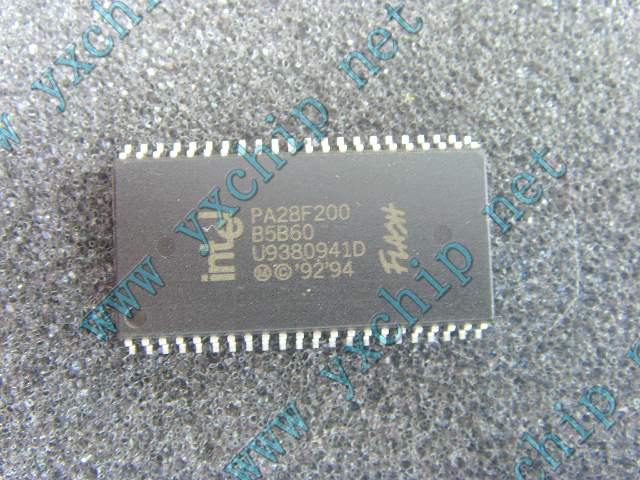 www yxchip net
www yxchip net
www yxchip net
intel
PA28F200
B5B60
U9380941D
Ⓜ©'92'94
FLASH